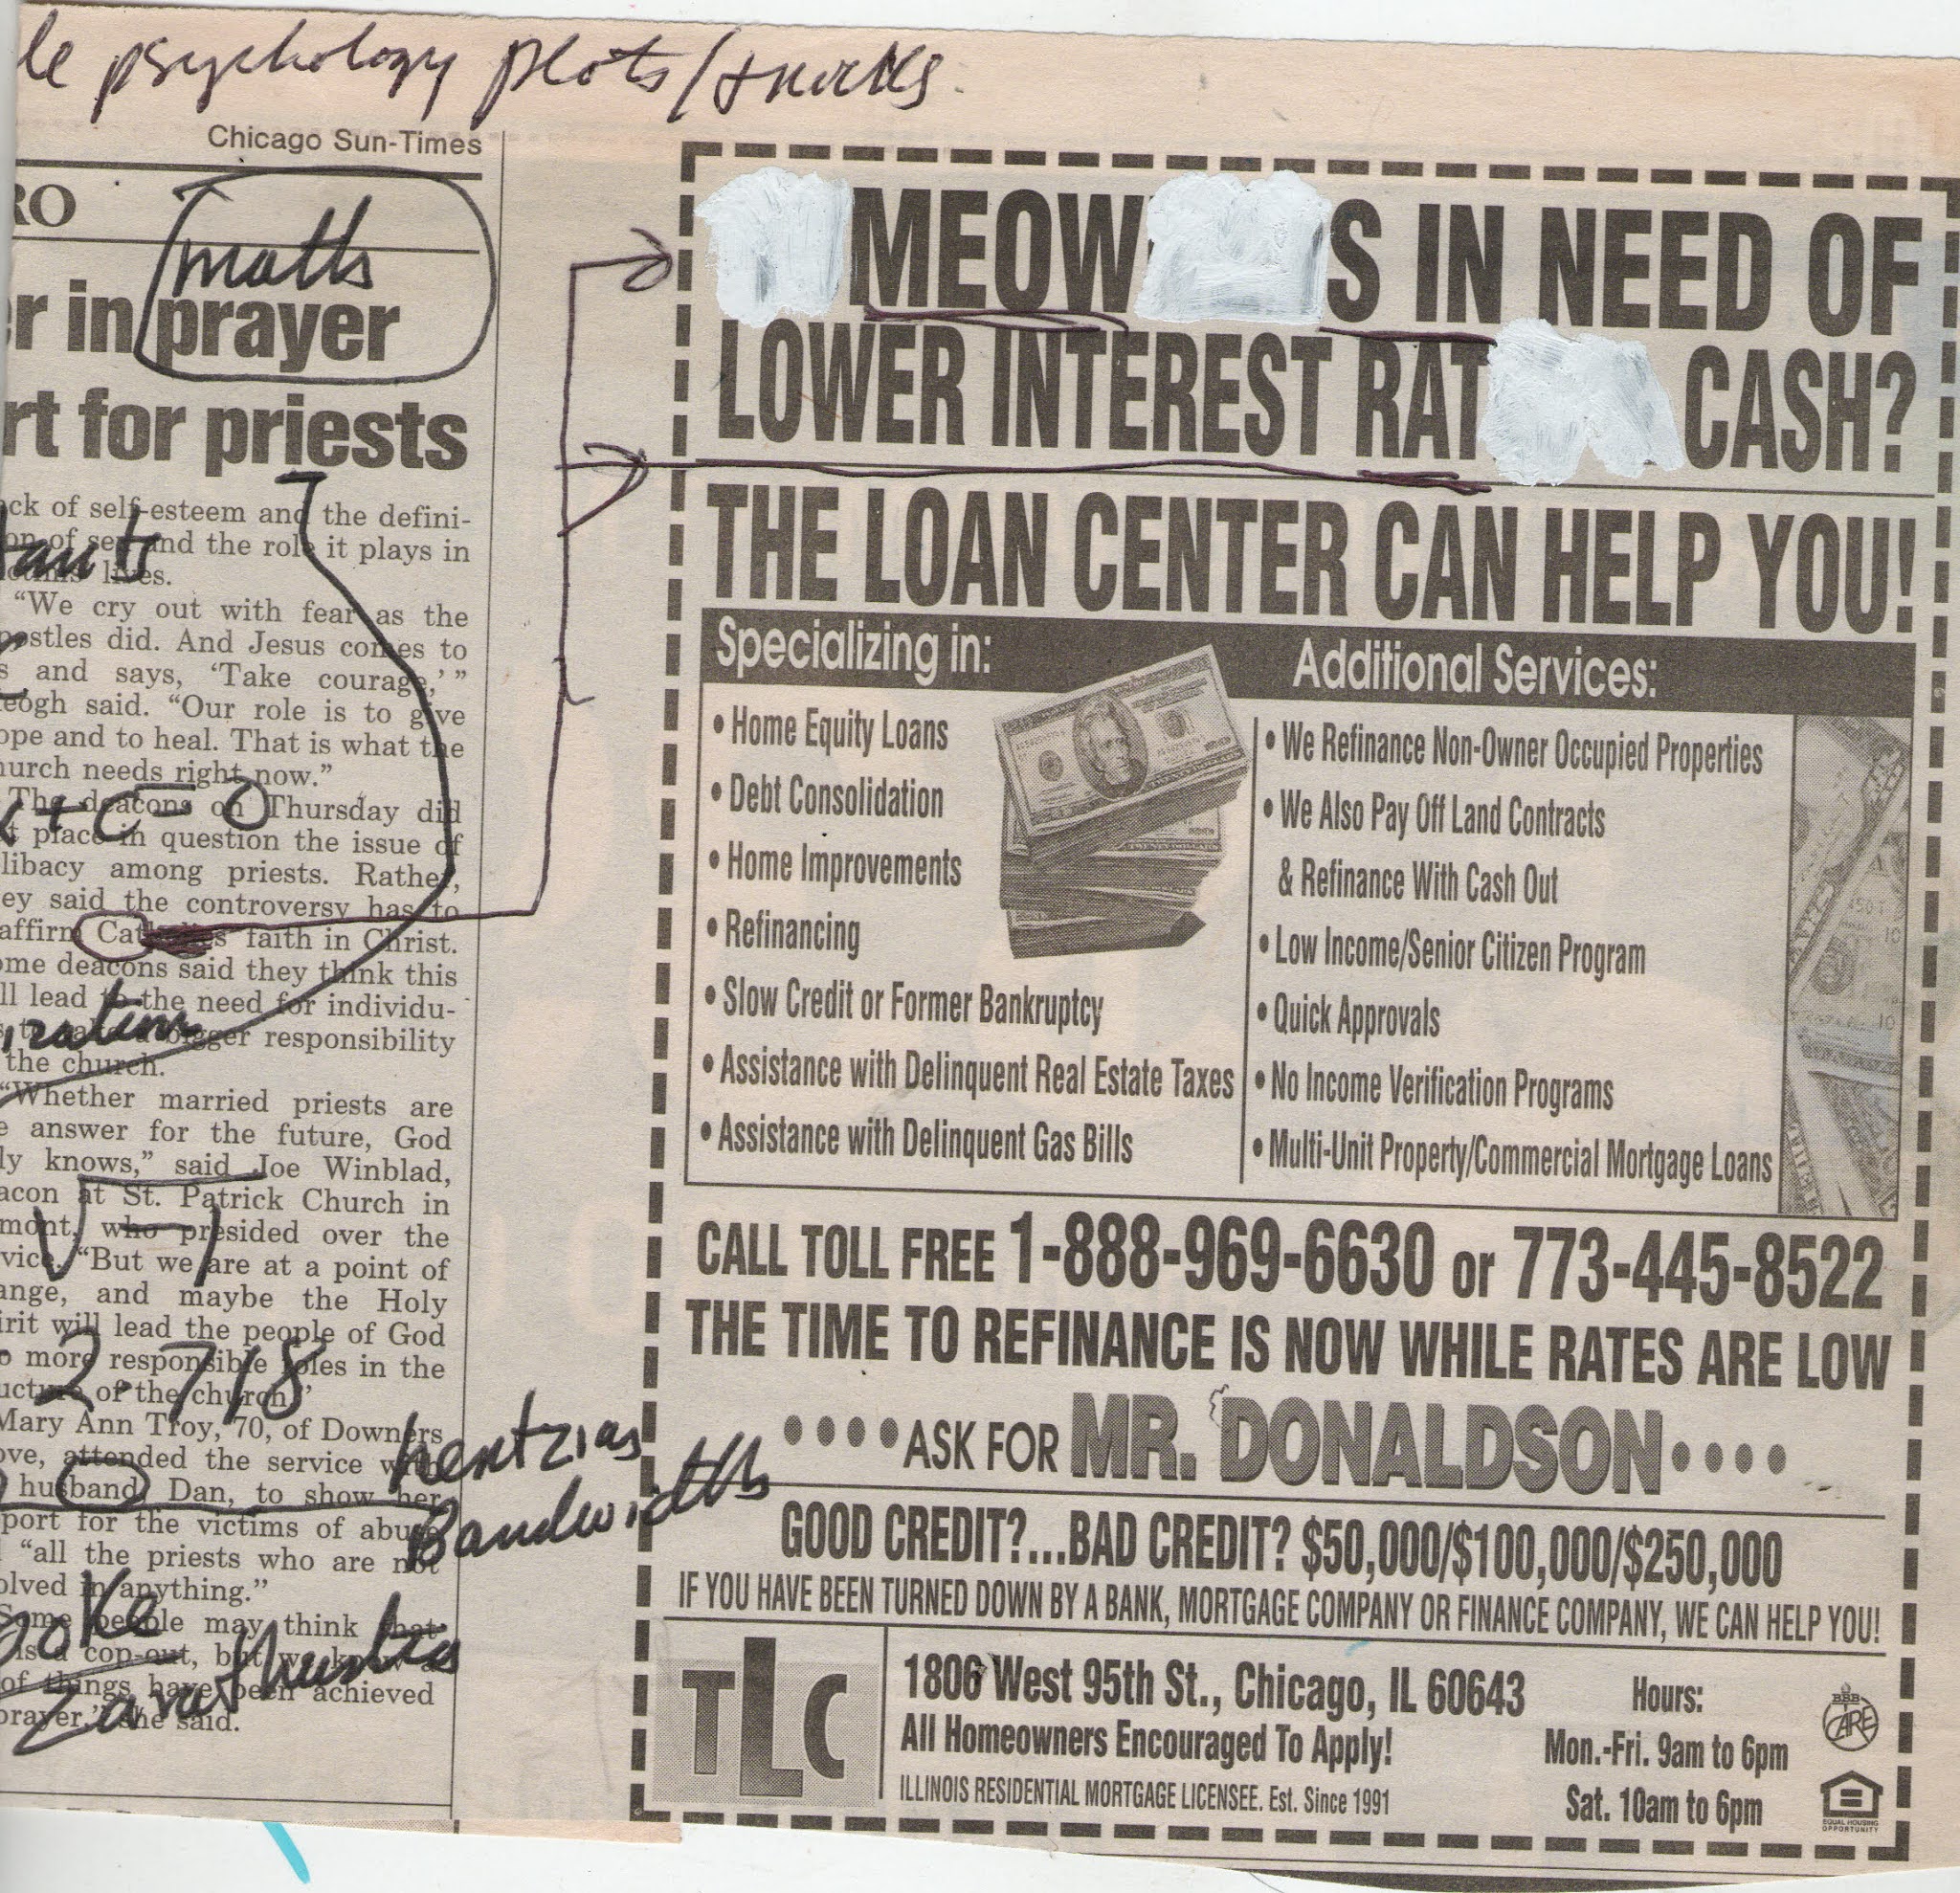 le psychology plots/
Chicago Sun-Times
RO
maths
r in prayer
rt for priests
ck of self-esteem and the defini-
on of self and the role it plays in
lives.
“We cry out with fear as the
postles did. And Jesus comes to
s and says, ‘Take courage,’”
eogh said. “Our role is to give
ope and to heal. That is what the
hurch needs right now.”
The deacons on Thursday did
t place in question the issue of
libacy among priests. Rather,
ey said the controversy has to
affirm Cat s faith in Christ.
ome deacons said they think this
ll lead to the need for individu-
bigger responsibility
the church.
“Whether married priests are
e answer for the future, God
ly knows,” said Joe Winblad,
acon at St. Patrick Church in
mont, who presided over the
vice. “But we are at a point of
ange, and maybe the Holy
irit will lead the people of God
o more responsible roles in the
ucture of the church.”
Mary Ann Troy, 70, of Downers
ove, attended the service with
husband, Dan, to show her
port for the victims of abuse
“all the priests who are not
olved in anything.”
Some people may think that
is a cop-out, but we know a
of things have been achieved
prayer,” she said.
√-1
2.718
Bandwidths
MEOW S IN NEED OF
LOWER INTEREST RAT CASH?
THE LOAN CENTER CAN HELP YOU!
Specializing in:
• Home Equity Loans
• Debt Consolidation
• Home Improvements
• Refinancing
• Slow Credit or Former Bankruptcy
• Assistance with Delinquent Real Estate Taxes
• Assistance with Delinquent Gas Bills
Additional Services:
• We Refinance Non-Owner Occupied Properties
• We Also Pay Off Land Contracts
& Refinance With Cash Out
• Low Income/Senior Citizen Program
• Quick Approvals
• No Income Verification Programs
• Multi-Unit Property/Commercial Mortgage Loans
CALL TOLL FREE 1-888-969-6630 or 773-445-8522
THE TIME TO REFINANCE IS NOW WHILE RATES ARE LOW
••••ASK FOR MR. DONALDSON••••
GOOD CREDIT?...BAD CREDIT? $50,000/$100,000/$250,000
IF YOU HAVE BEEN TURNED DOWN BY A BANK, MORTGAGE COMPANY OR FINANCE COMPANY, WE CAN HELP YOU!
TLC
1806 West 95th St., Chicago, IL 60643
All Homeowners Encouraged To Apply!
ILLINOIS RESIDENTIAL MORTGAGE LICENSEE. Est. Since 1991
Hours:
Mon.-Fri. 9am to 6pm
Sat. 10am to 6pm
BBB
CARE
EQUAL HOUSING
OPPORTUNITY